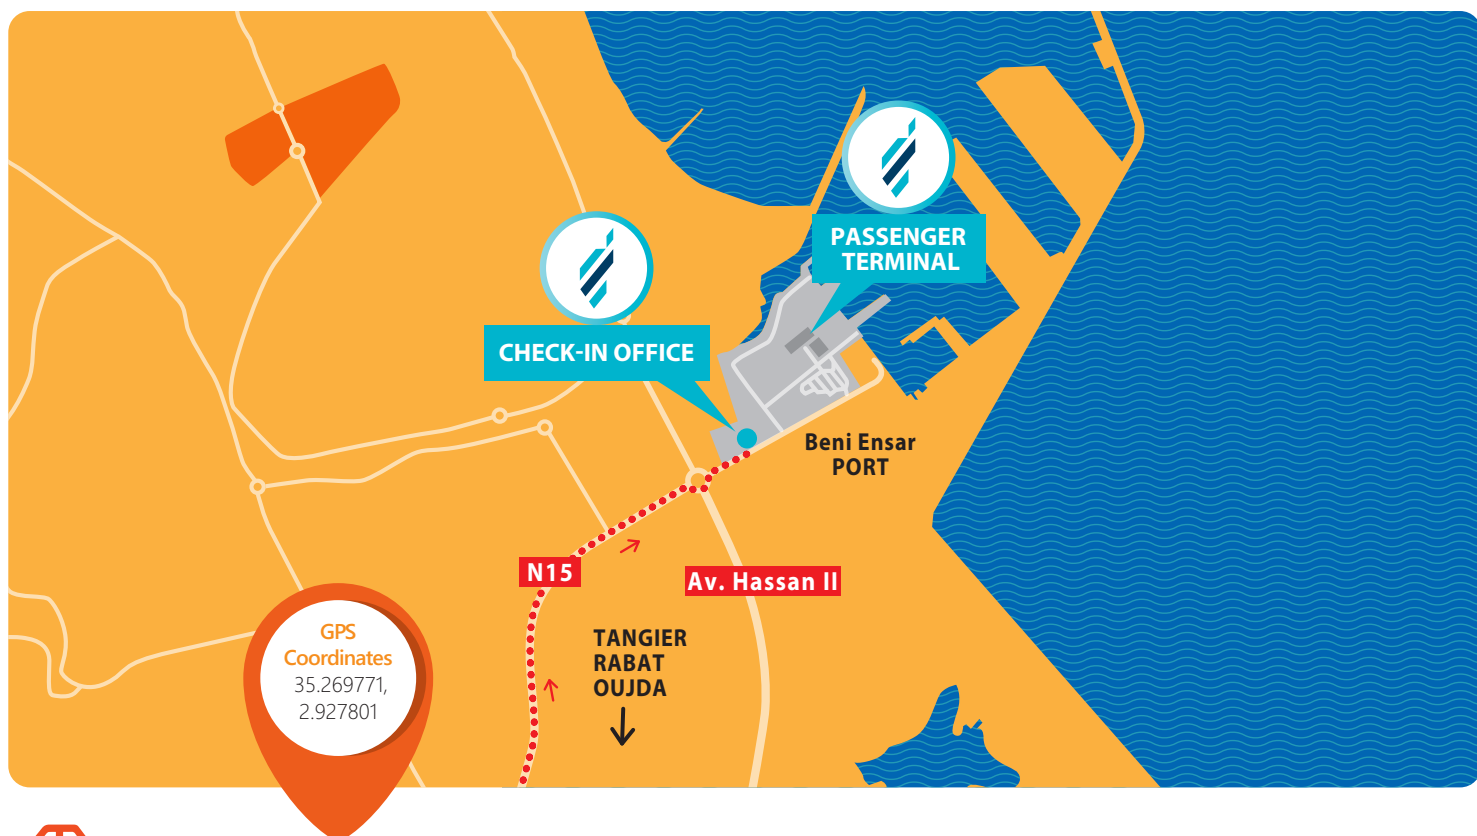 PASSENGER
TERMINAL
CHECK-IN OFFICE
Beni Ensar
PORT
N15
Av. Hassan II
GPS
Coordinates
35.269771,
2.927801
TANGIER
RABAT
OUJDA